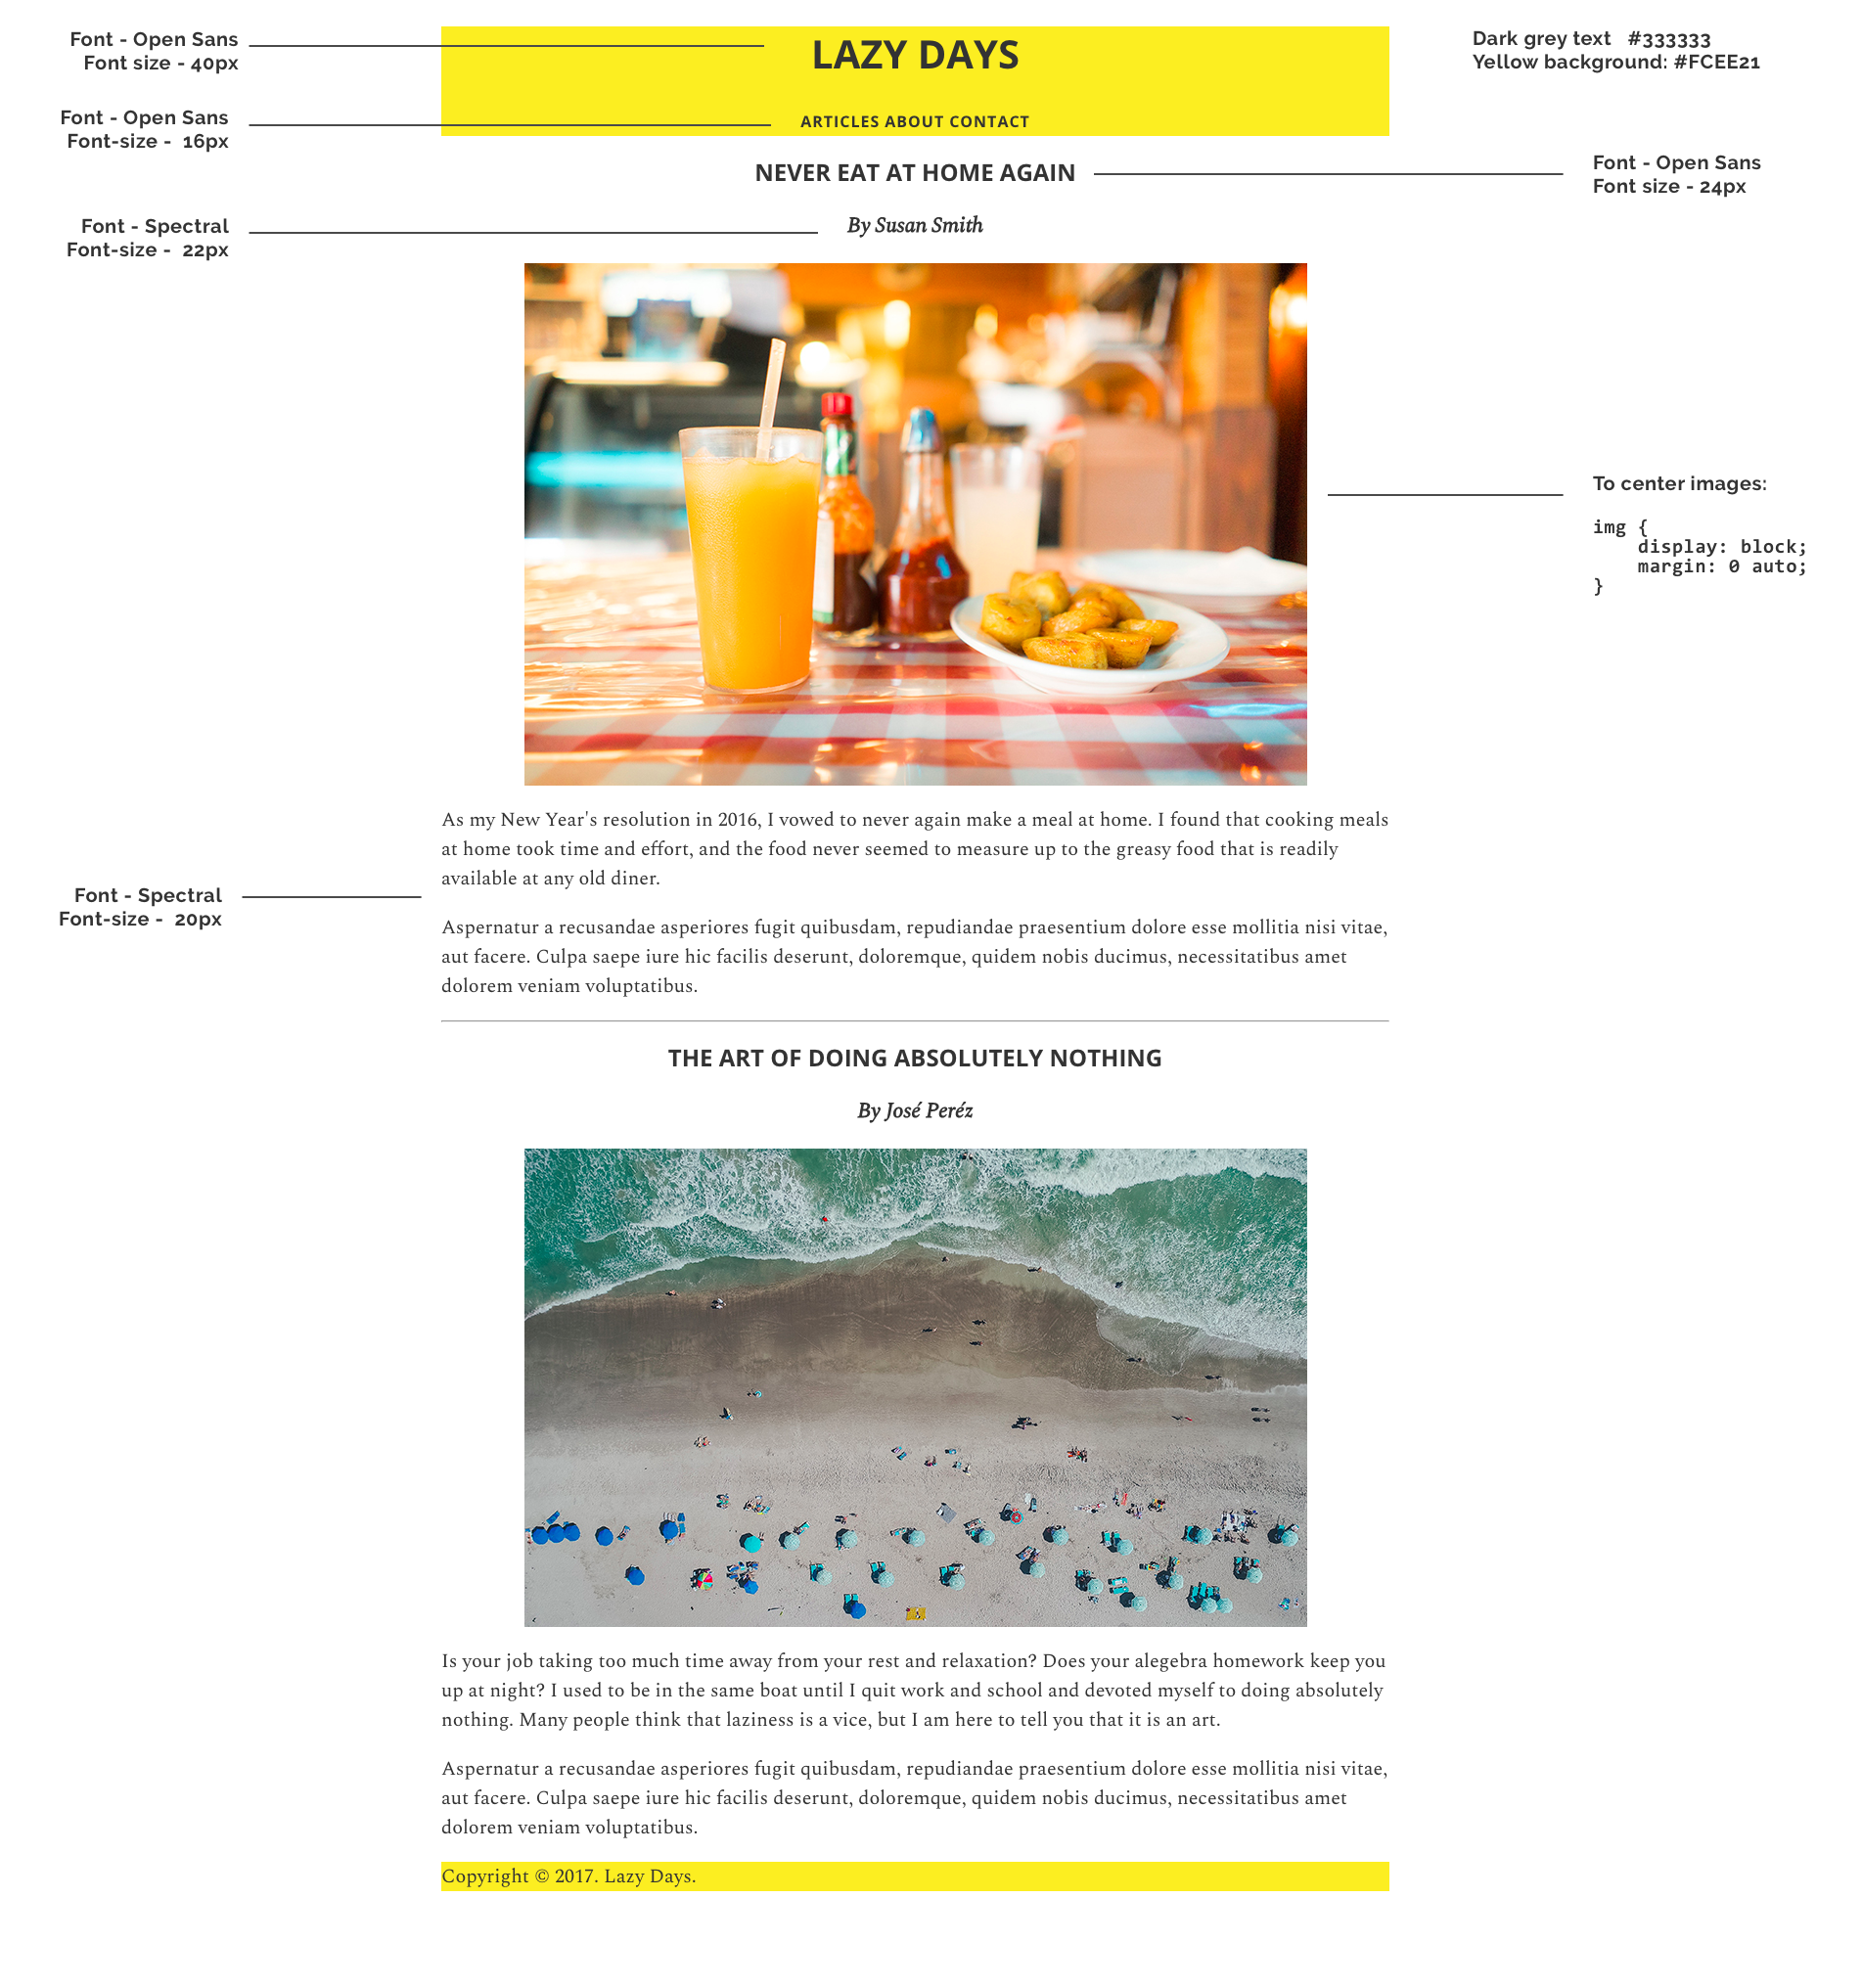 Font - Open Sans
Font size - 40px
LAZY DAYS
Dark grey text #333333
Yellow background: #FCEE21
Font - Open Sans
Font-size - 16px
ARTICLES ABOUT CONTACT
NEVER EAT AT HOME AGAIN
Font - Open Sans
Font size - 24px
Font - Spectral
Font-size - 22px
By Susan Smith
To center images:
img {
display: block;
margin: 0 auto;
}
As my New Year's resolution in 2016, I vowed to never again make a meal at home. I found that cooking meals
at home took time and effort, and the food never seemed to measure up to the greasy food that is readily
available at any old diner.
Font - Spectral
Font-size - 20px
Aspernatur a recusandae asperiores fugit quibusdam, repudiandae praesentium dolore esse mollitia nisi vitae,
aut facere. Culpa saepe iure hic facilis deserunt, doloremque, quidem nobis ducimus, necessitatibus amet
dolorem veniam voluptatibus.
THE ART OF DOING ABSOLUTELY NOTHING
By José Peréz
Is your job taking too much time away from your rest and relaxation? Does your alegebra homework keep you
up at night? I used to be in the same boat until I quit work and school and devoted myself to doing absolutely
nothing. Many people think that laziness is a vice, but I am here to tell you that it is an art.
Aspernatur a recusandae asperiores fugit quibusdam, repudiandae praesentium dolore esse mollitia nisi vitae,
aut facere. Culpa saepe iure hic facilis deserunt, doloremque, quidem nobis ducimus, necessitatibus amet
dolorem veniam voluptatibus.
Copyright © 2017. Lazy Days.